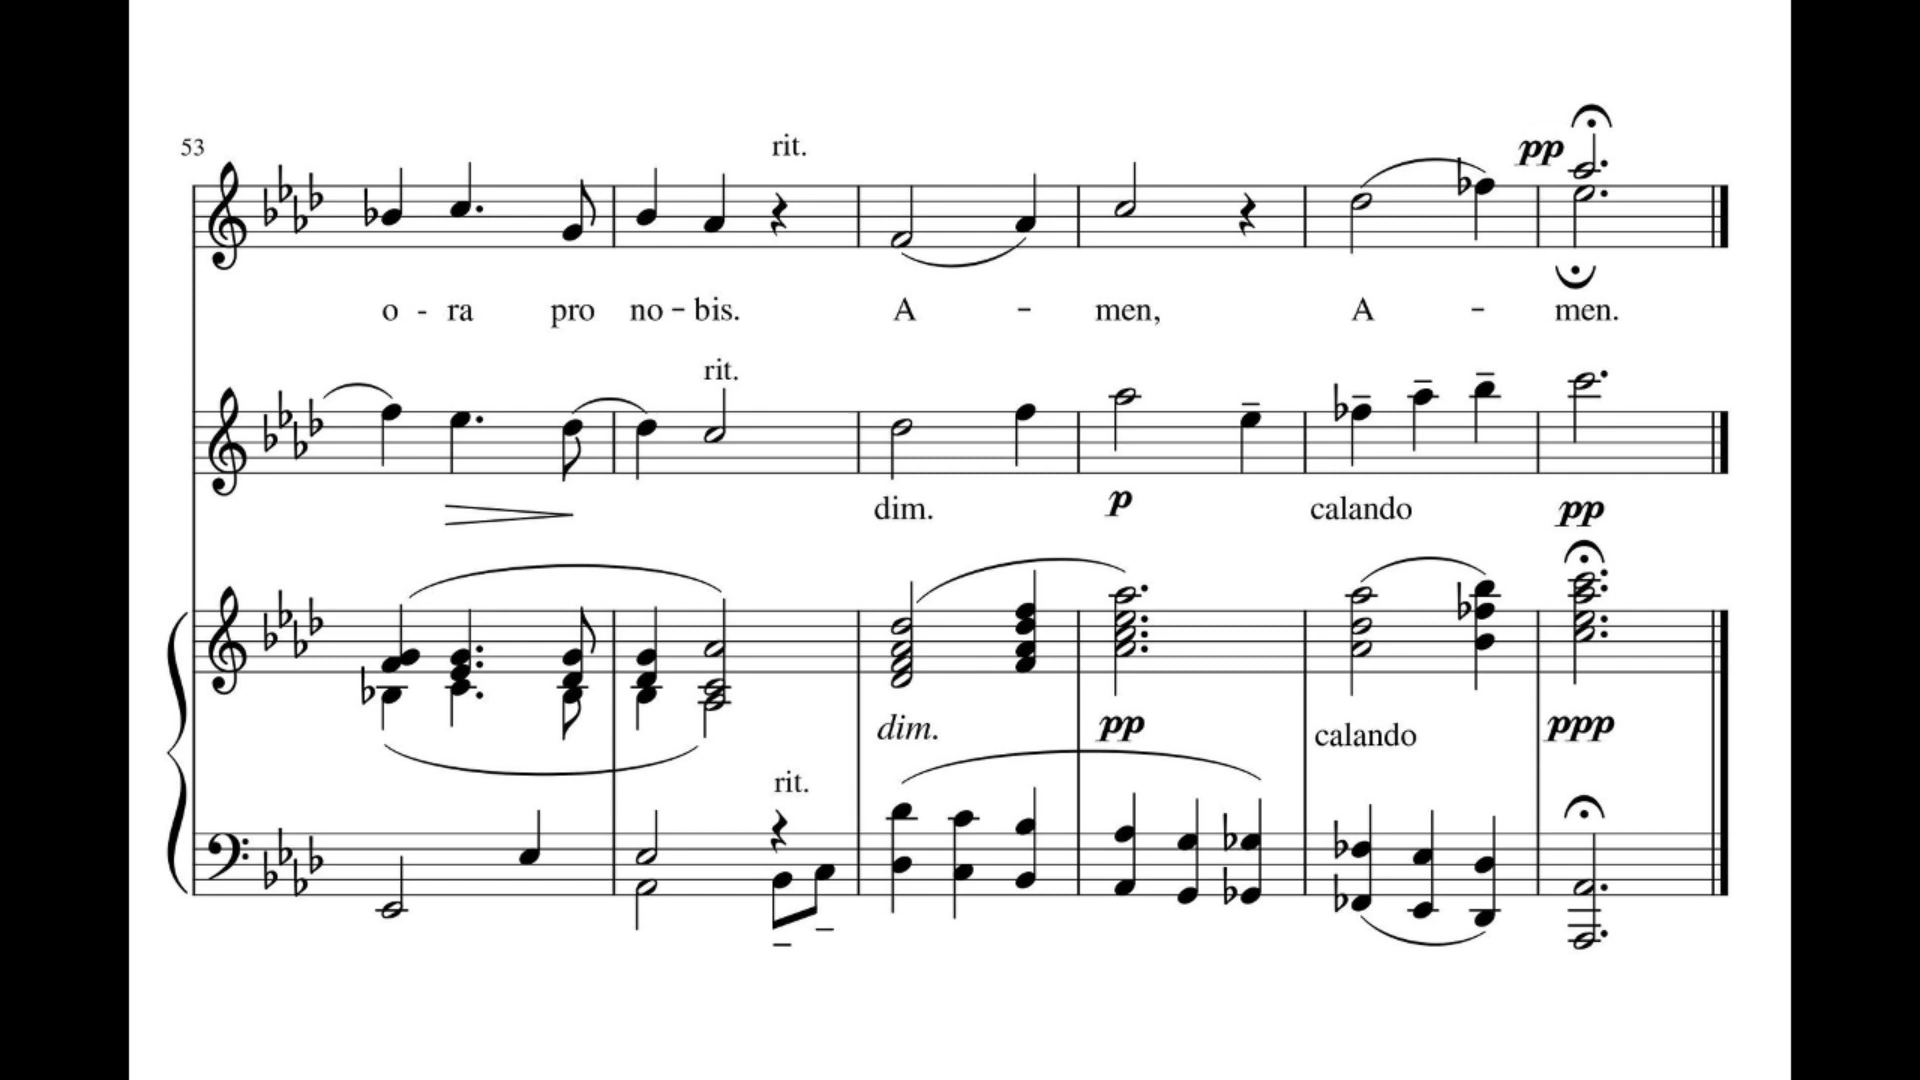 53
rit.
pp
o - ra pro no - bis. A - men, A - men.
rit.
dim. p calando pp
dim. pp calando ppp
rit.